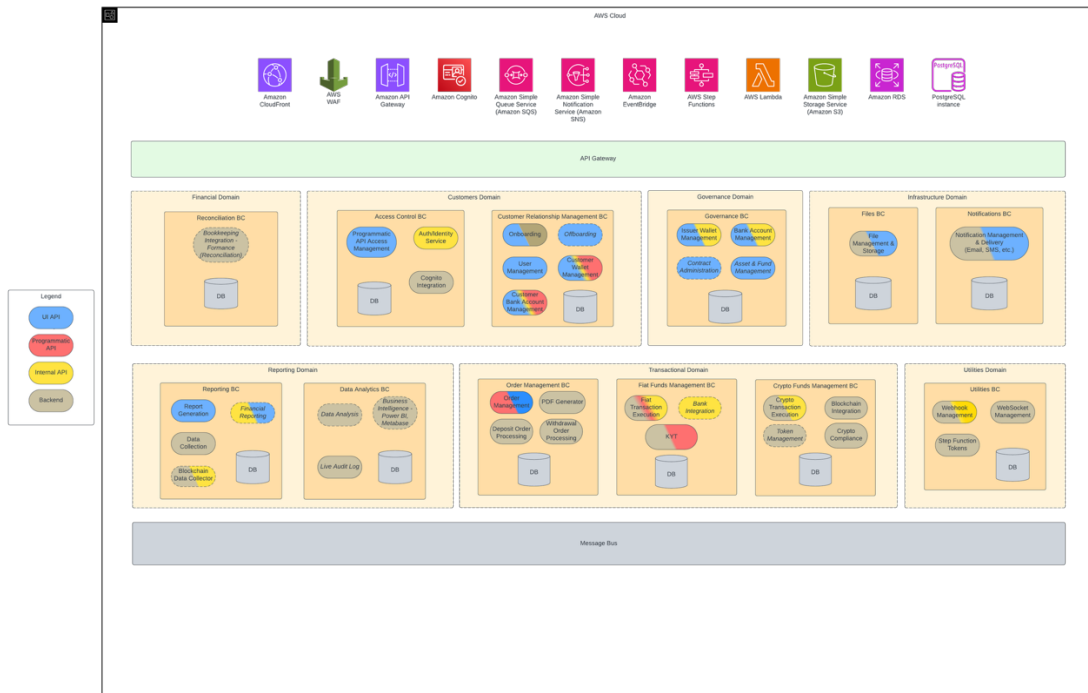 AWS Cloud
Amazon
CloudFront
AWS
WAF
Amazon API
Gateway
Amazon Cognito
Amazon Simple
Queue Service
(Amazon SQS)
Amazon Simple
Notification
Service (Amazon
SNS)
Amazon
EventBridge
AWS Step
Functions
AWS Lambda
Amazon Simple
Storage Service
(Amazon S3)
Amazon RDS
PostgreSQL
PostgreSQL
instance
API Gateway
Financial Domain
Reconciliation BC
Bookkeeping
Integration -
Formance
(Reconciliation)
DB
Customers Domain
Access Control BC
Programmatic
API Access
Management
Auth/Identity
Service
Cognito
Integration
DB
Customer Relationship Management BC
Onboarding
Offboarding
User
Management
Customer
Wallet
Management
Customer
Bank Account
Management
DB
Governance Domain
Governance BC
Issuer Wallet
Management
Bank Account
Management
Contract
Administration
Asset & Fund
Management
DB
Infrastructure Domain
Files BC
File
Management &
Storage
DB
Notifications BC
Notification Management
& Delivery
(Email, SMS, etc.)
DB
Legend
UI API
Programmatic
API
Internal API
Backend
Reporting Domain
Reporting BC
Report
Generation
Financial
Reporting
Data
Collection
Blockchain
Data Collector
DB
Data Analytics BC
Data Analysis
Business
Intelligence -
Power BI,
Metabase
Live Audit Log
DB
Transactional Domain
Order Management BC
Order
Management
PDF Generator
Deposit Order
Processing
Withdrawal
Order
Processing
DB
Fiat Funds Management BC
Fiat
Transaction
Execution
Bank
Integration
KYT
DB
Crypto Funds Management BC
Crypto
Transaction
Execution
Blockchain
Integration
Token
Management
Crypto
Compliance
DB
Utilities Domain
Utilities BC
Webhook
Management
WebSocket
Management
Step Function
Tokens
DB
Message Bus